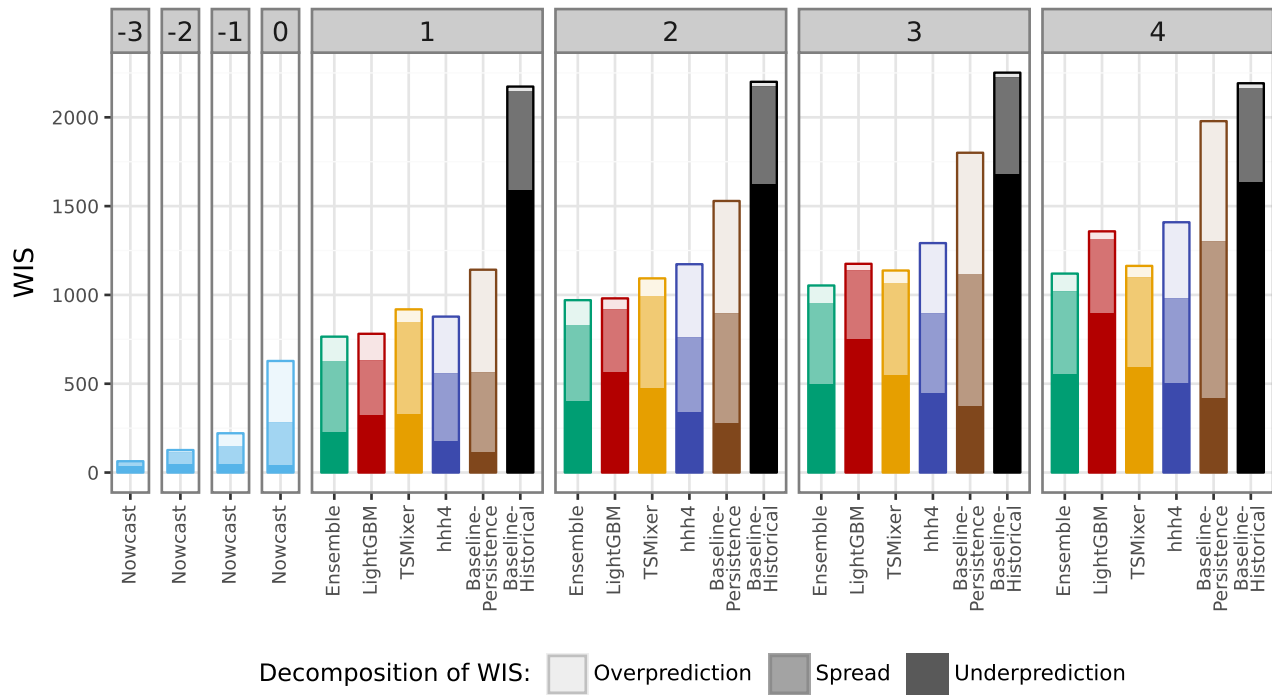 -3 -2 -1 0 1 2 3 4
WIS
2000
1500
1000
500
0
Nowcast
Nowcast
Nowcast
Nowcast
Ensemble
LightGBM
TSMixer
hhh4
Baseline-
Persistence
Baseline-
Historical
Ensemble
LightGBM
TSMixer
hhh4
Baseline-
Persistence
Baseline-
Historical
Ensemble
LightGBM
TSMixer
hhh4
Baseline-
Persistence
Baseline-
Historical
Ensemble
LightGBM
TSMixer
hhh4
Baseline-
Persistence
Baseline-
Historical
Decomposition of WIS: Overprediction Spread Underprediction